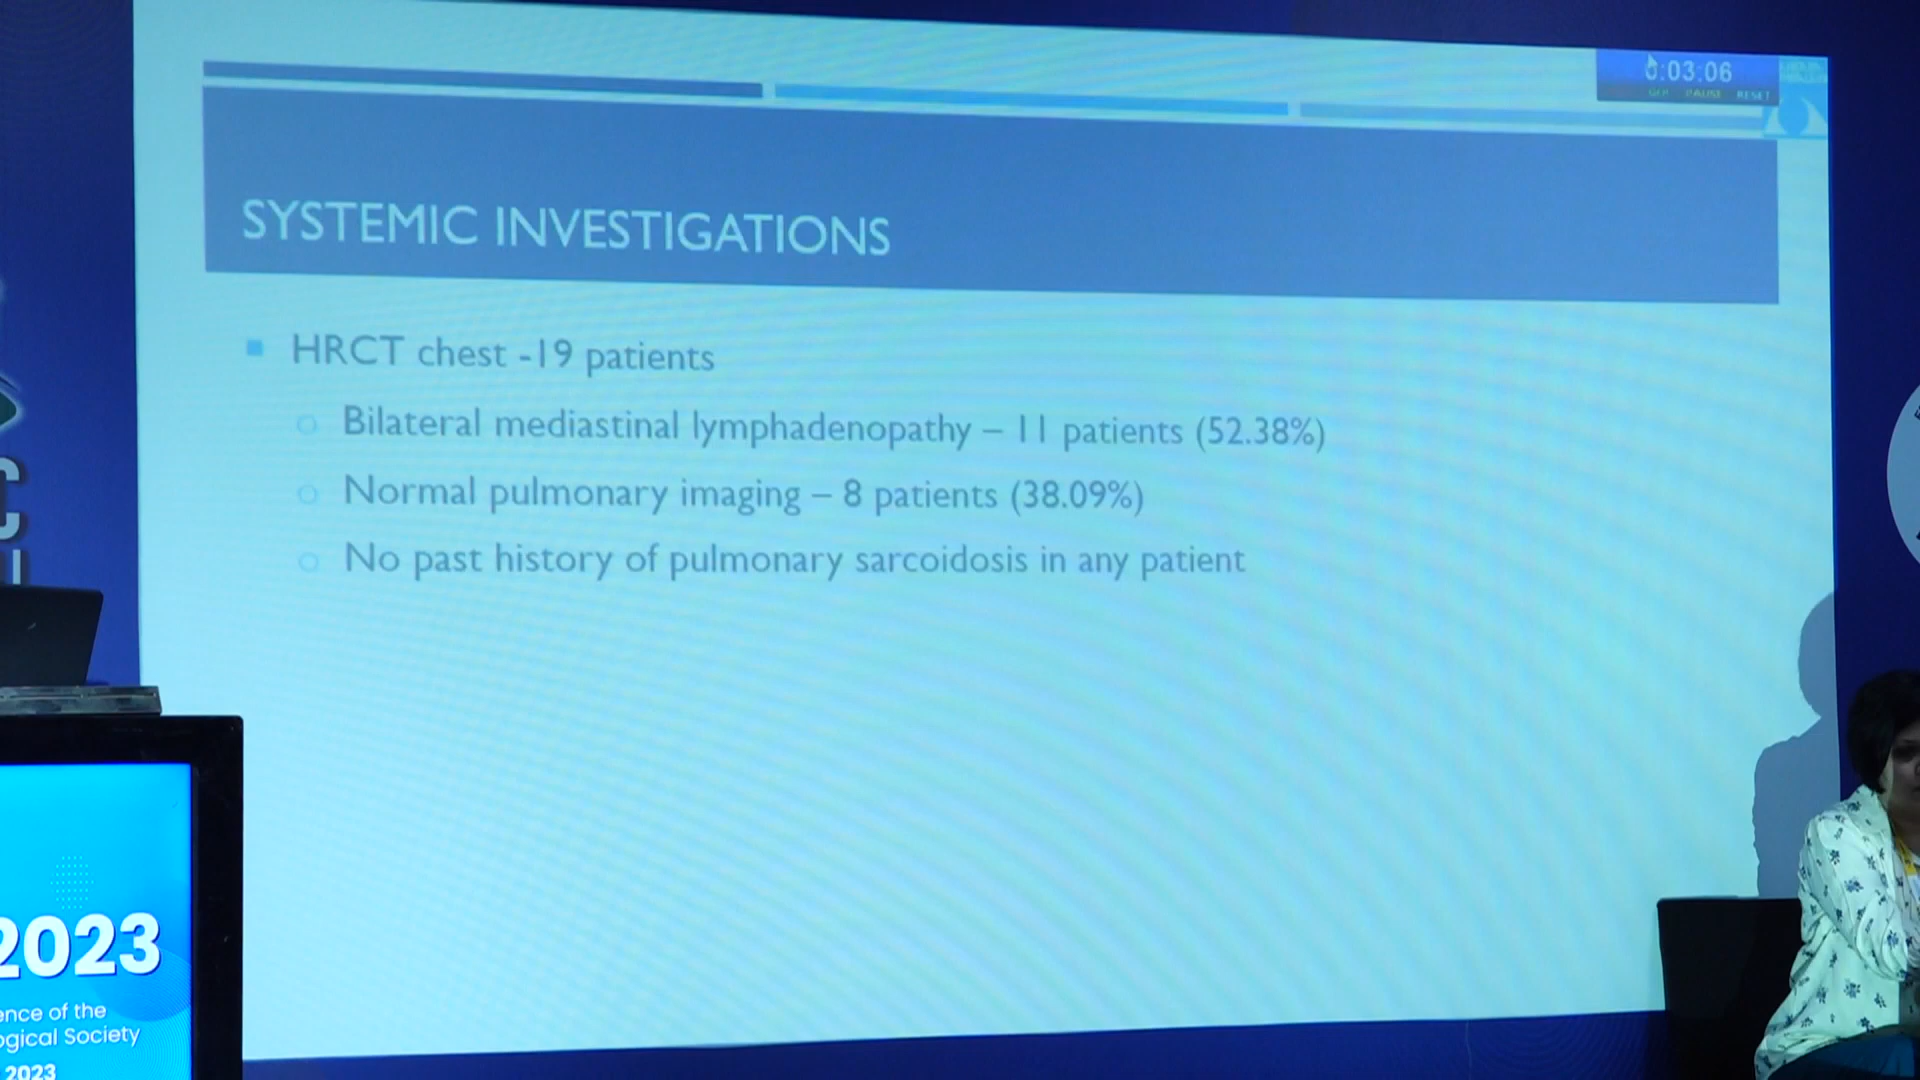 0:03:06
PAUSE RESET
SYSTEMIC INVESTIGATIONS
HRCT chest -19 patients
Bilateral mediastinal lymphadenopathy – 11 patients (52.38%)
Normal pulmonary imaging – 8 patients (38.09%)
No past history of pulmonary sarcoidosis in any patient
2023
ence of the
ogical Society
2023